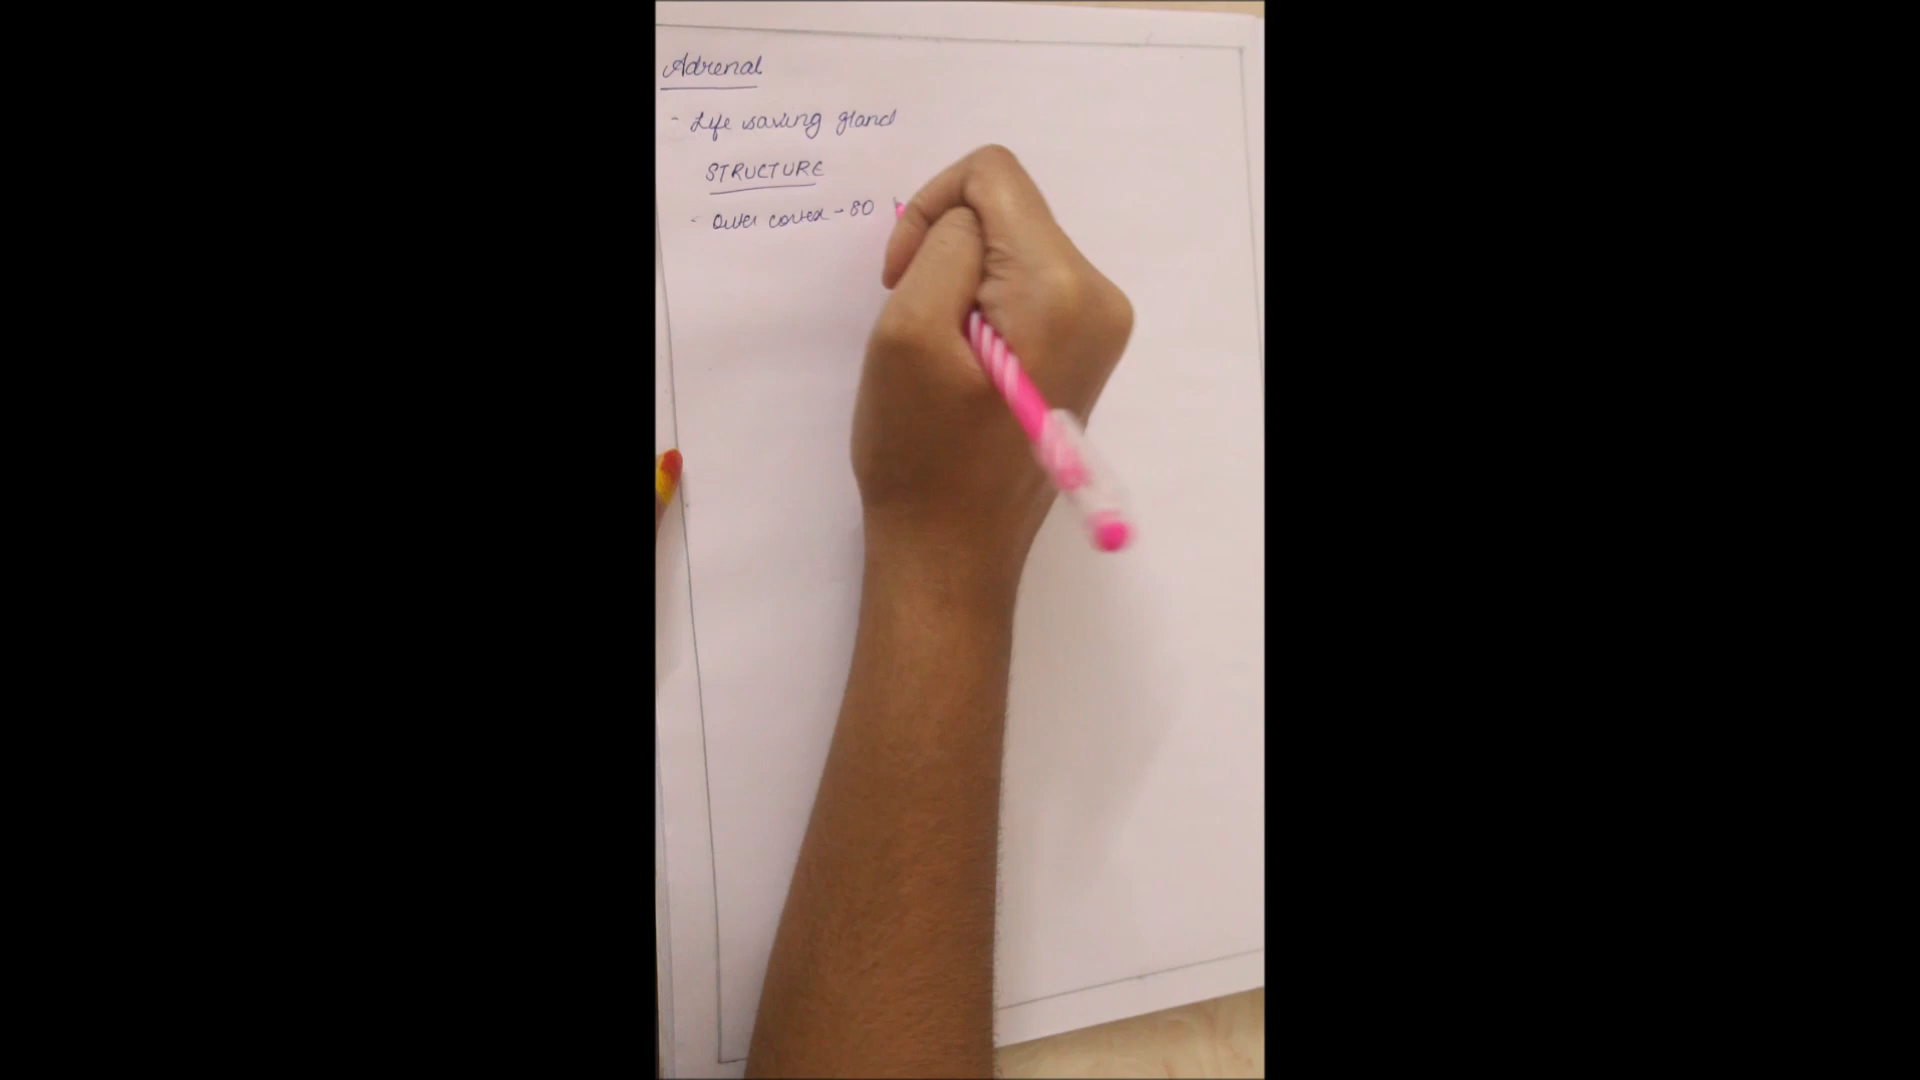 Adrenal
- Life saving gland
STRUCTURE
- Outer cortex - 80